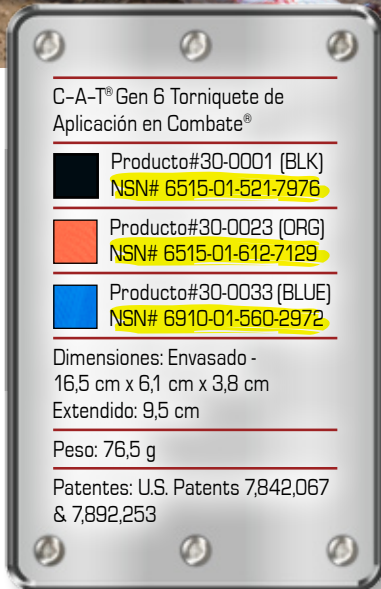 C-A-T® Gen 6 Torniquete de
Aplicación en Combate®
Producto#30-0001 (BLK)
NSN# 6515-01-521-7976
Producto#30-0023 (ORG)
NSN# 6515-01-612-7129
Producto#30-0033 (BLUE)
NSN# 6910-01-560-2972
Dimensiones: Envasado -
16,5 cm x 6,1 cm x 3,8 cm
Extendido: 9,5 cm
Peso: 76,5 g
Patentes: U.S. Patents 7,842,067
& 7,892,253